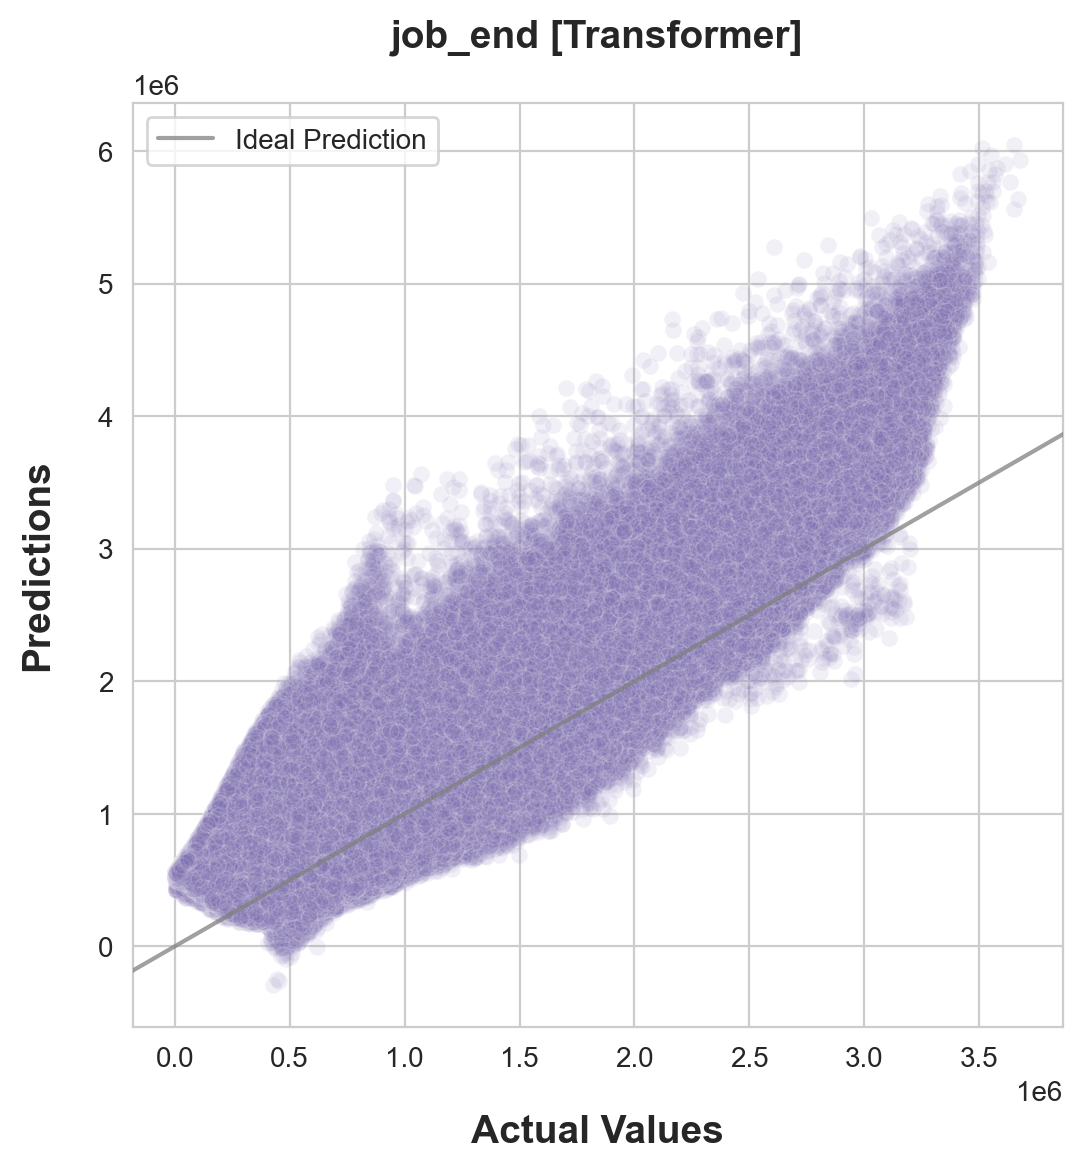 job_end [Transformer]
1e6
Ideal Prediction
6
5
4
3
2
1
0
Predictions
0.0 0.5 1.0 1.5 2.0 2.5 3.0 3.5
1e6
Actual Values